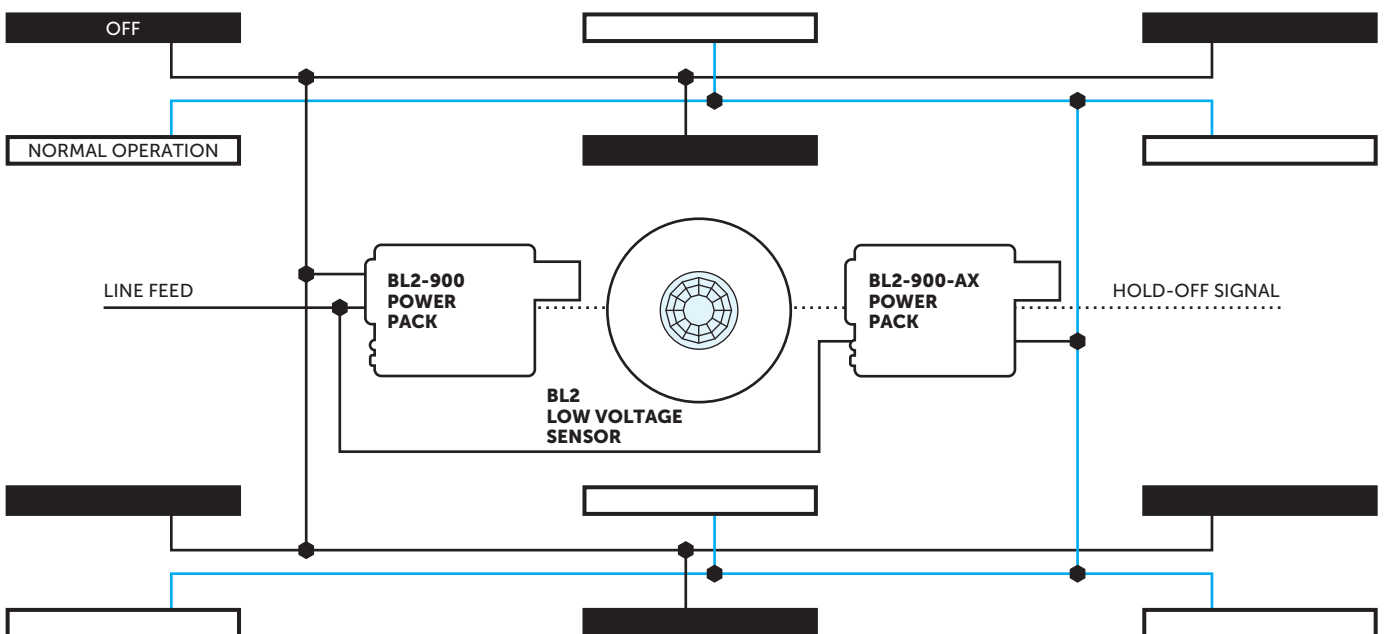 OFF
NORMAL OPERATION
LINE FEED
BL2-900
POWER
PACK
BL2
LOW VOLTAGE
SENSOR
BL2-900-AX
POWER
PACK
HOLD-OFF SIGNAL